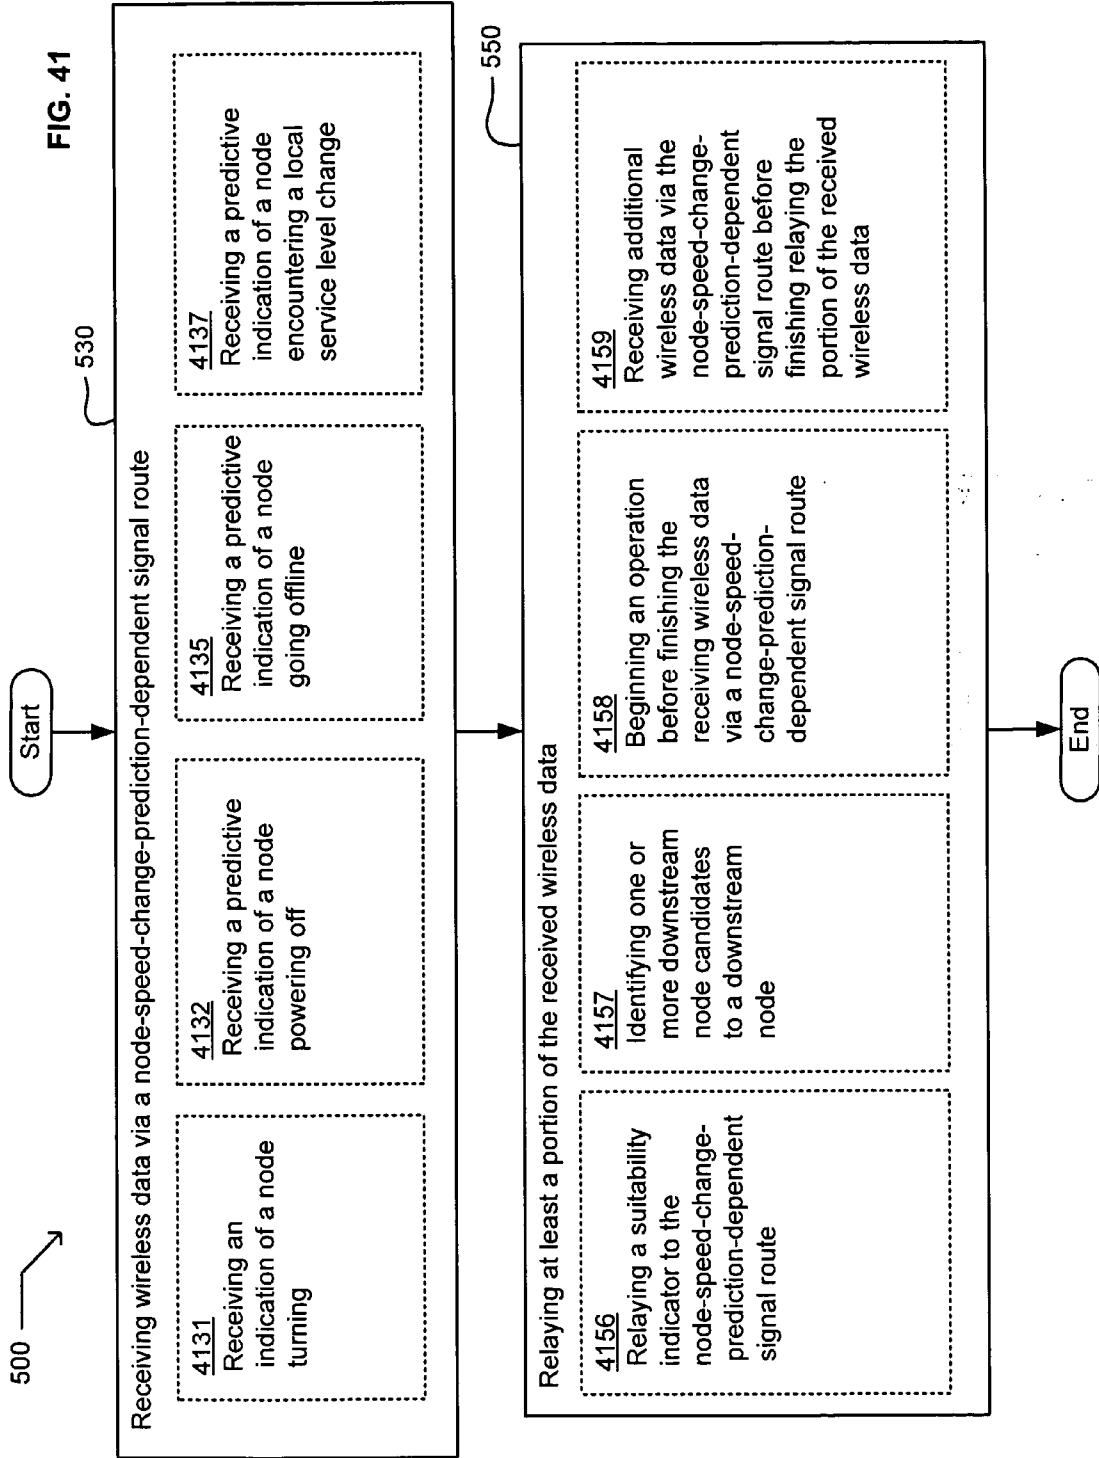 500
FIG. 41
Start
530
Receiving wireless data via a node-speed-change-prediction-dependent signal route
4131
Receiving an
indication of a node
turning
4132
Receiving a predictive
indication of a node
powering off
4135
Receiving a predictive
indication of a node
going offline
4137
Receiving a predictive
indication of a node
encountering a local
service level change
550
Relaying at least a portion of the received wireless data
4156
Relaying a suitability
indicator to the
node-speed-change-
prediction-dependent
signal route
4157
Identifying one or
more downstream
node candidates
to a downstream
node
4158
Beginning an operation
before finishing the
receiving wireless data
via a node-speed-
change-prediction-
dependent signal route
4159
Receiving additional
wireless data via the
node-speed-change-
prediction-dependent
signal route before
finishing relaying the
portion of the received
wireless data
End